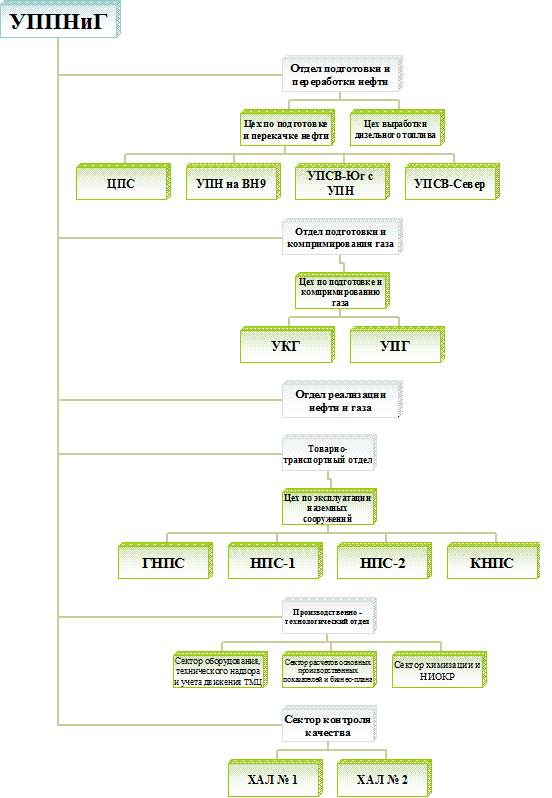 УППНиГ
Отдел подготовки и
переработки нефти
Цех по подготовке
и перекачке нефти
Цех выработки
дизельного топлива
ЦПС
УПН на ВН9
УПСВ-Юг с
УПН
УПСВ-Север
Отдел подготовки и
компримирования газа
Цех по подготовке и
компримированию
газа
УКГ
УПГ
Отдел реализации
нефти и газа
Товарно-
транспортный отдел
Цех по эксплуатации
наземных
сооружений
ГНПС
НПС-1
НПС-2
КНПС
Производственно -
технологический отдел
Сектор оборудования,
технического надзора
и учета движения ТМЦ
Сектор расчетов основных
производственных
показателей и бизнес-плана
Сектор химизации и
НИОКР
Сектор контроля
качества
ХАЛ № 1
ХАЛ № 2